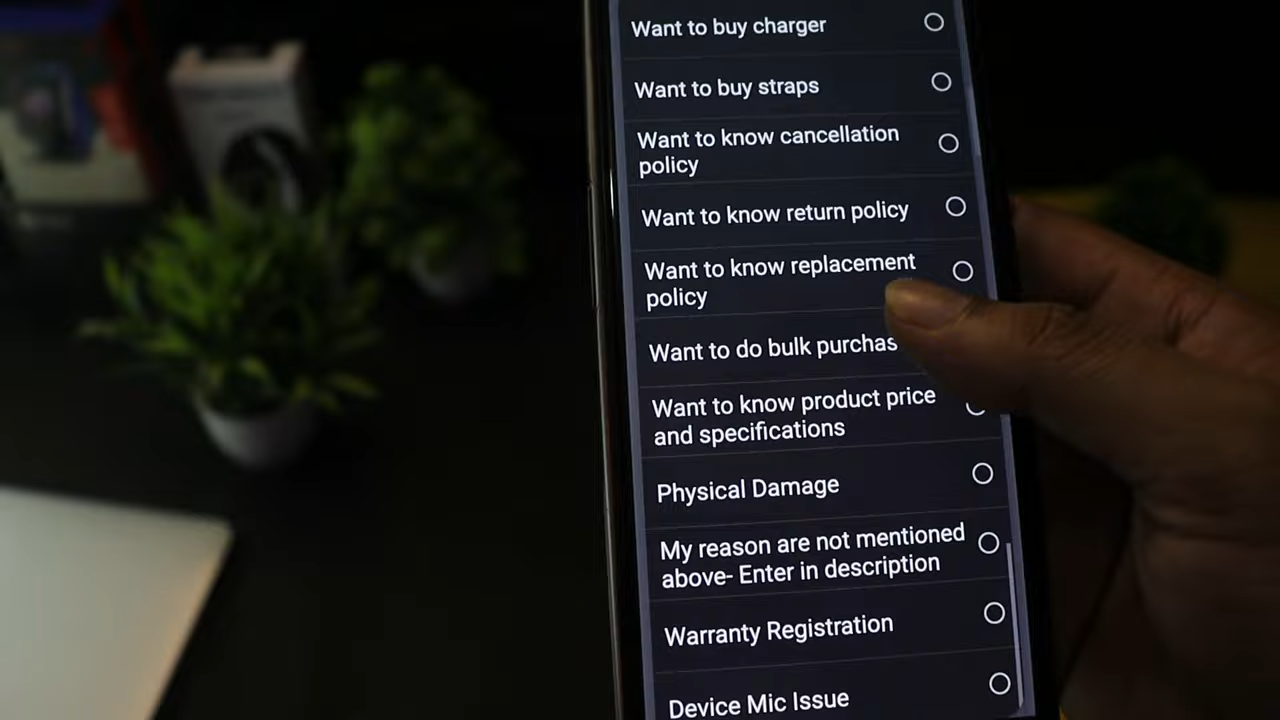 Want to buy charger
Want to buy straps
Want to know cancellation
policy
Want to know return policy
Want to know replacement
policy
Want to do bulk purchas
Want to know product price
and specifications
Physical Damage
My reason are not mentioned
above- Enter in description
Warranty Registration
Device Mic Issue